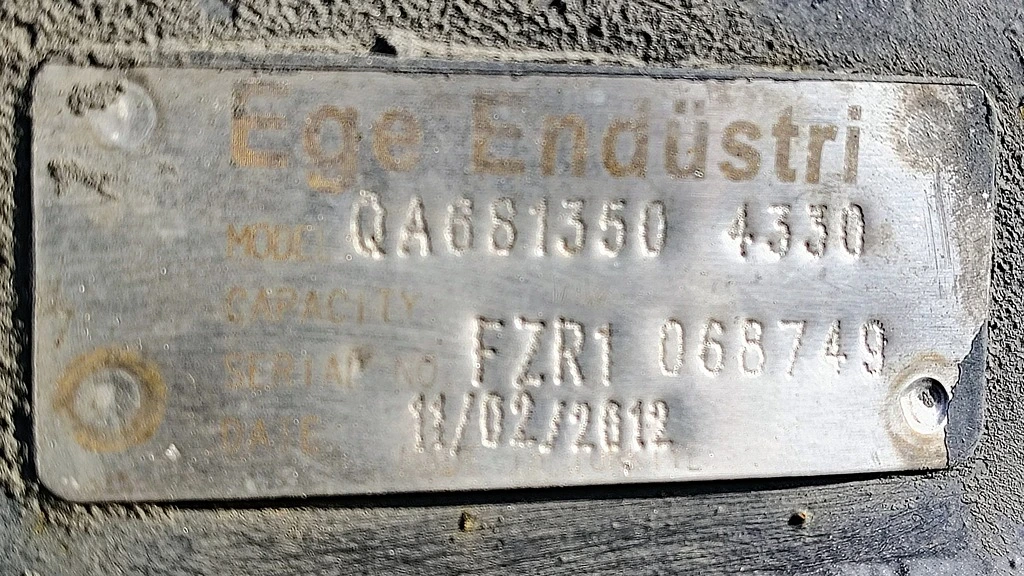 Ege Endüstri
MODEL QA681350 4330
CAPACITY
SERIAL NO FZR1 068749
DATE 11/02/2012